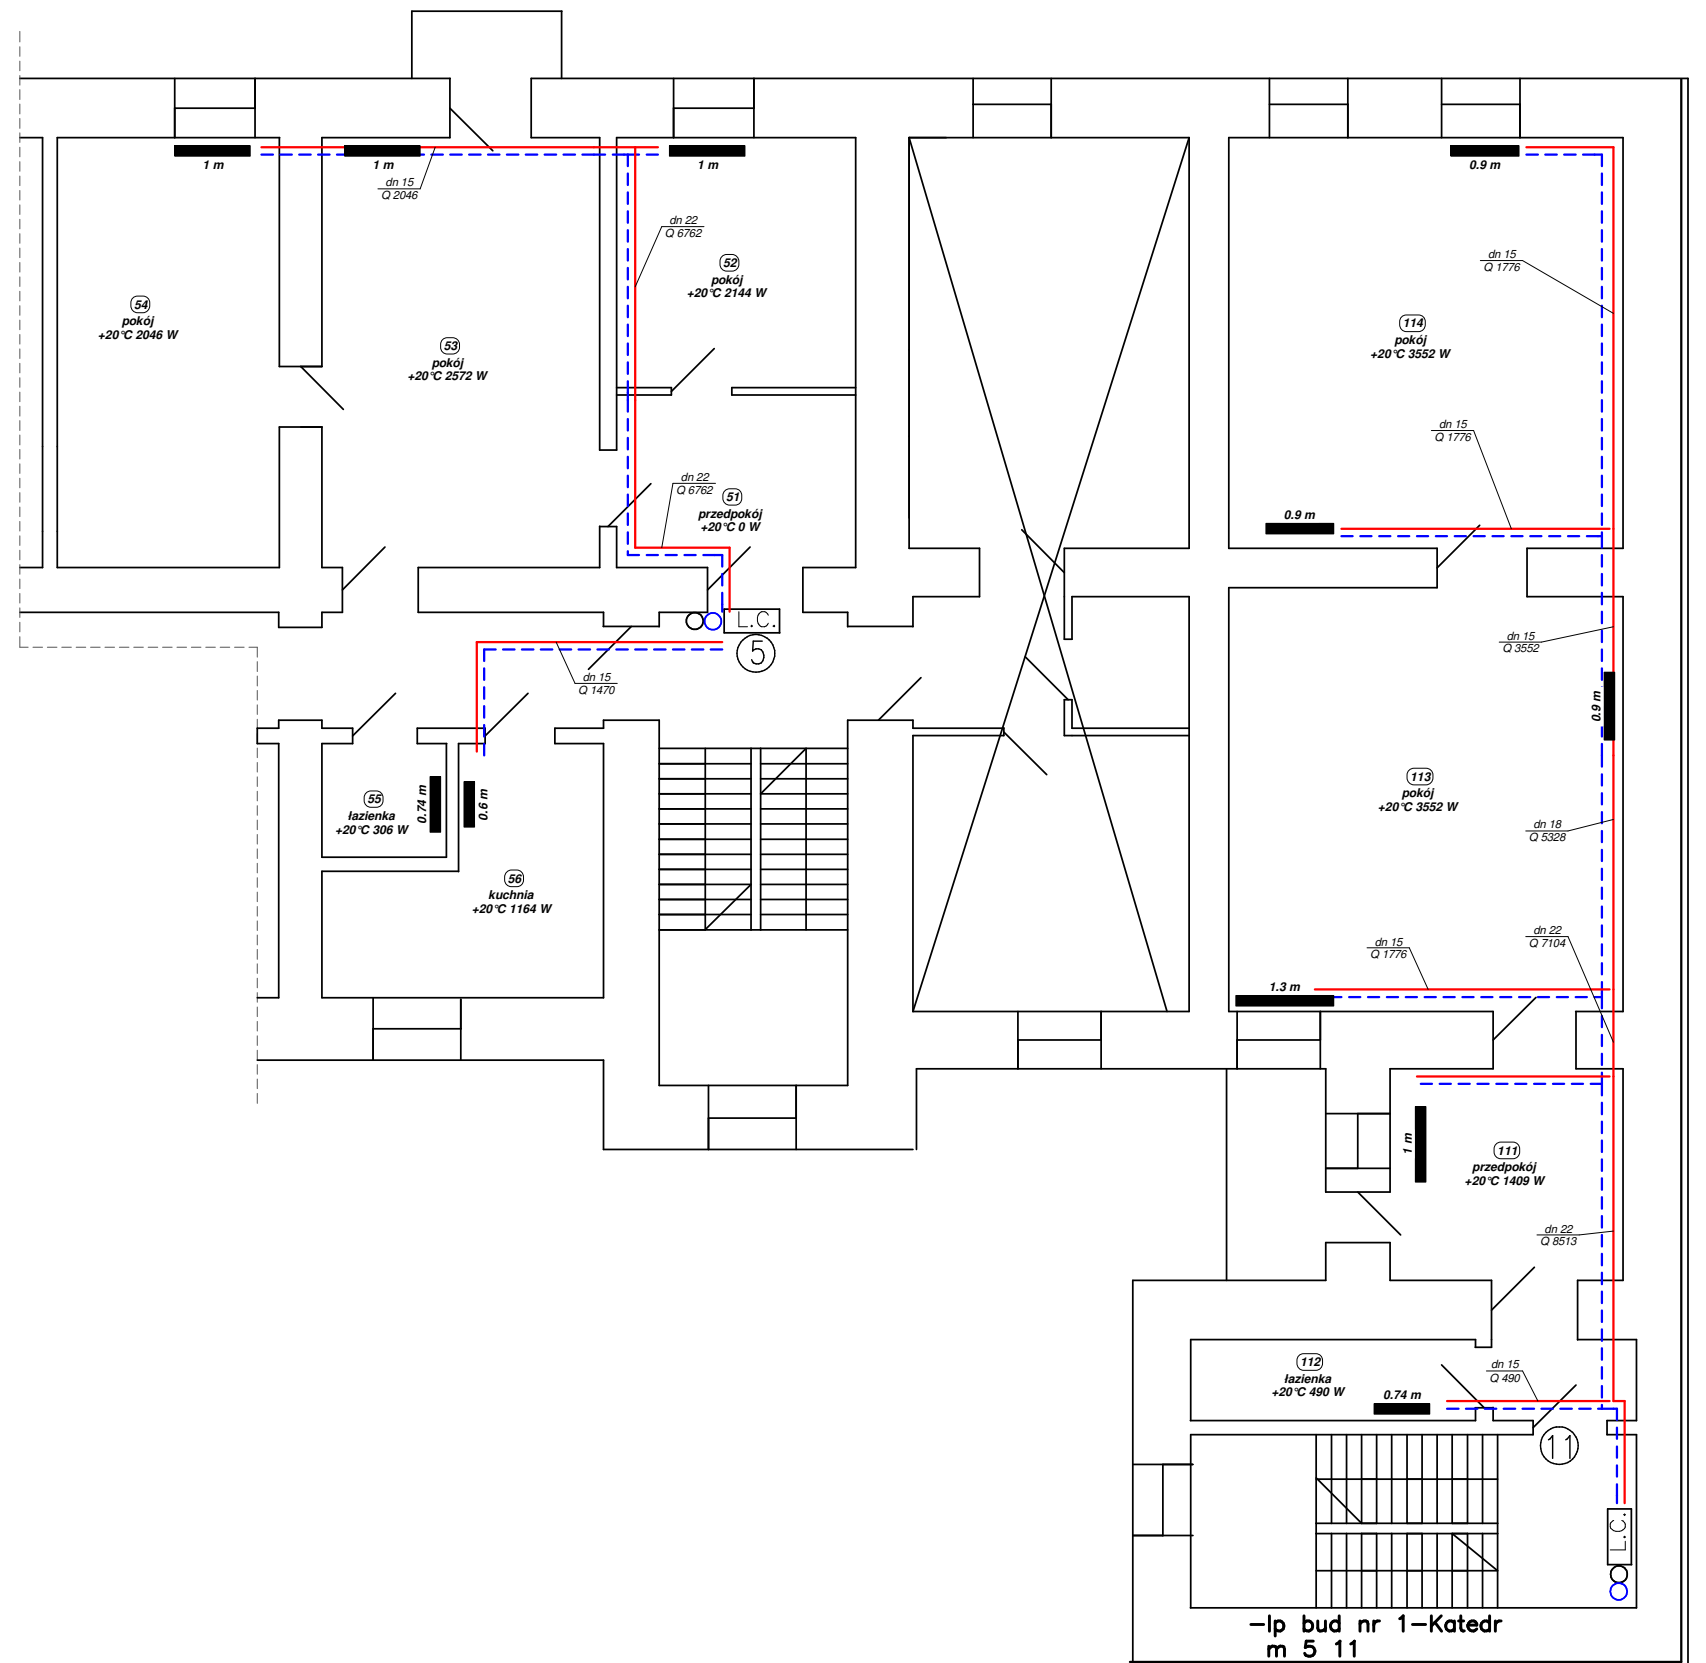 1 m
1 m
1 m
0.9 m
dn 15
Q 2046
dn 22
Q 6762
dn 15
Q 1776
52
pokój
+20°C 2144 W
54
pokój
+20°C 2046 W
53
pokój
+20°C 2572 W
114
pokój
+20°C 3552 W
dn 15
Q 1776
dn 22
Q 6762
51
przedpokój
+20°C 0 W
0.9 m
L.C.
5
dn 15
Q 3552
dn 15
Q 1470
0.9 m
113
pokój
+20°C 3552 W
0.74 m
0.6 m
55
łazienka
+20°C 306 W
dn 18
Q 5328
56
kuchnia
+20°C 1164 W
dn 15
Q 1776
dn 22
Q 7104
1.3 m
1 m
111
przedpokój
+20°C 1409 W
dn 22
Q 8513
112
łazienka
+20°C 490 W
dn 15
Q 490
0.74 m
11
L.C.
-Ip bud nr 1-Katedr
m 5 11